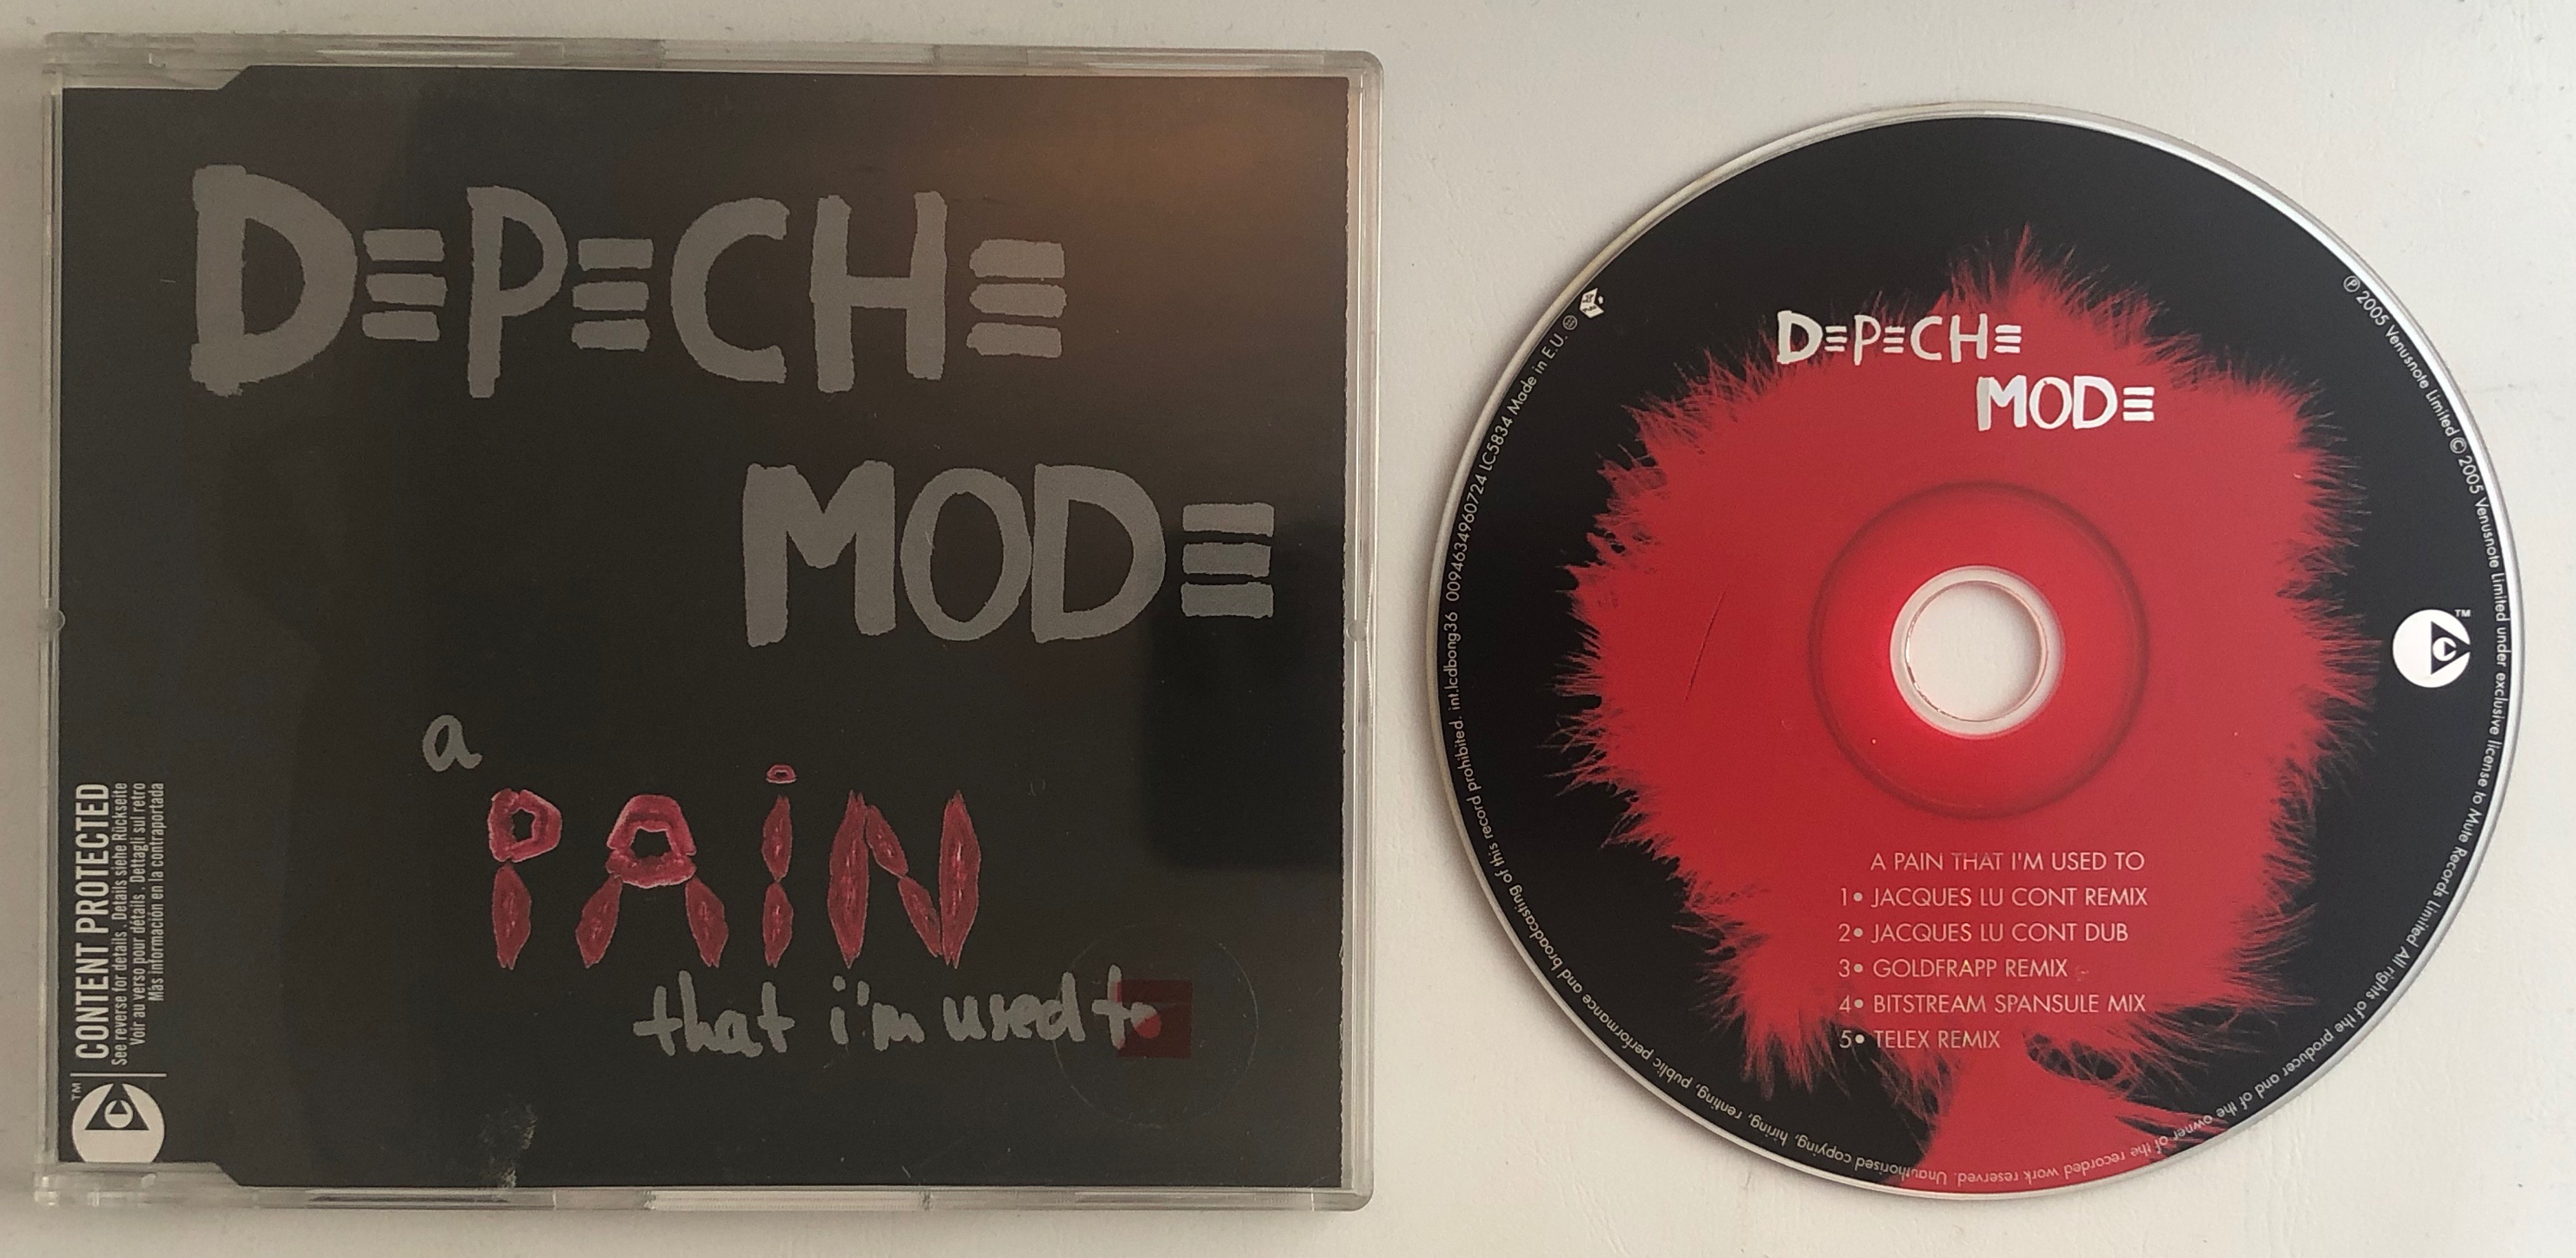 DEPECHE
MODE
a
PAiN
that i'm used to
CONTENT PROTECTED
See reverse for details . Details siehe Rückseite
Voir au verso pour détails . Dettagli sul retro
Más información en la contraportada
TM
C
DEPECHE
MODE
A PAIN THAT I'M USED TO
1• JACQUES LU CONT REMIX
2• JACQUES LU CONT DUB
3• GOLDFRAPP REMIX
4• BITSTREAM SPANSULE MIX
5• TELEX REMIX
TM
C
℗ 2005 Venusnote Limited © 2005 Venusnote Limited under exclusive license to Mute Records Limited All rights of the producer and of the owner of the recorded work reserved. Unauthorised copying, hiring, renting, public performance and broadcasting of this record prohibited. int.lcdbong36 0094634960724 LC5834 Made in E.U.